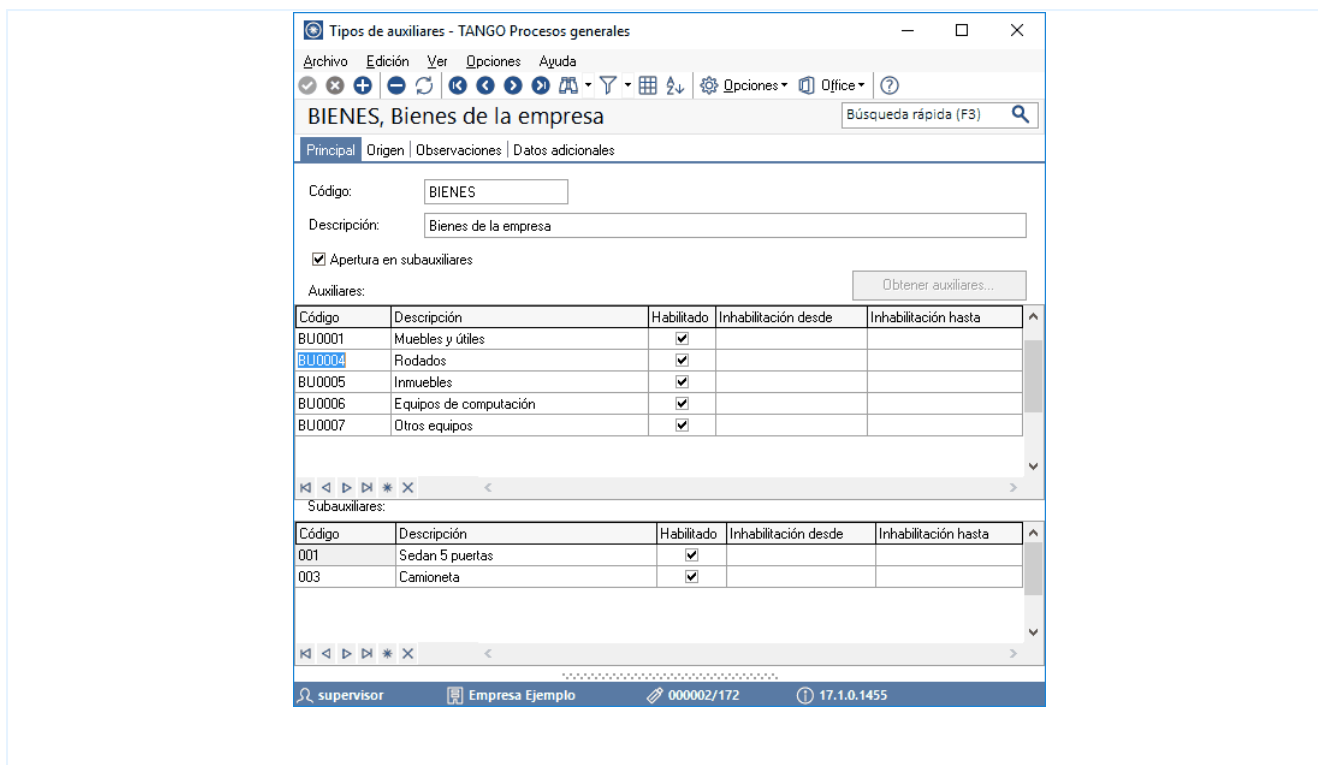 Tipos de auxiliares - TANGO Procesos generales
Archivo Edición Ver Opciones Ayuda
Opciones Office
BIENES, Bienes de la empresa Búsqueda rápida (F3)
Principal Origen Observaciones Datos adicionales
Código: BIENES
Descripción: Bienes de la empresa
Apertura en subauxiliares
Obtener auxiliares...
Auxiliares:
Código Descripción Habilitado Inhabilitación desde Inhabilitación hasta
BU0001 Muebles y útiles
BU0004 Rodados
BU0005 Inmuebles
BU0006 Equipos de computación
BU0007 Otros equipos
Subauxiliares:
Código Descripción Habilitado Inhabilitación desde Inhabilitación hasta
001 Sedan 5 puertas
003 Camioneta
supervisor Empresa Ejemplo 000002/172 17.1.0.1455